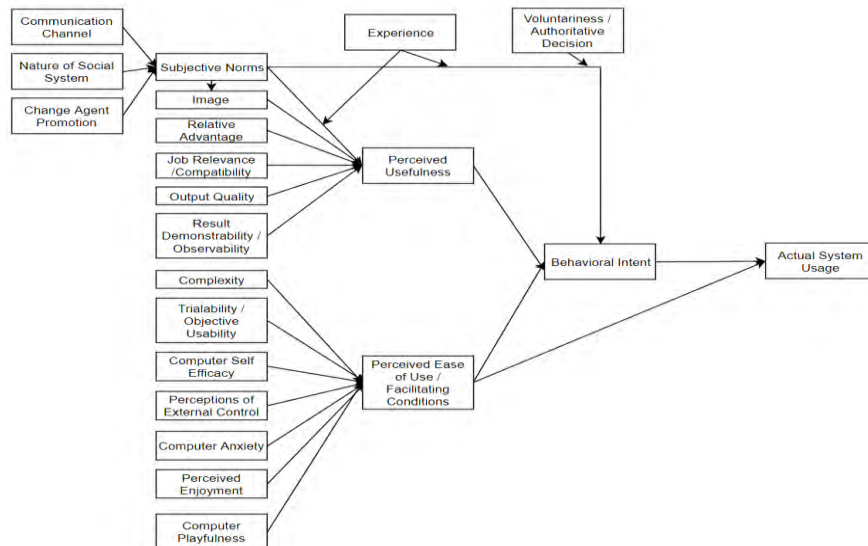 Communication
Channel
Nature of Social
System
Change Agent
Promotion
Subjective Norms
Image
Relative
Advantage
Job Relevance
/Compatibility
Output Quality
Result
Demonstrability /
Observability
Complexity
Trialability /
Objective
Usability
Computer Self
Efficacy
Perceptions of
External Control
Computer Anxiety
Perceived
Enjoyment
Computer
Playfulness
Experience
Voluntariness /
Authoritative
Decision
Perceived
Usefulness
Perceived Ease
of Use /
Facilitating
Conditions
Behavioral Intent
Actual System
Usage